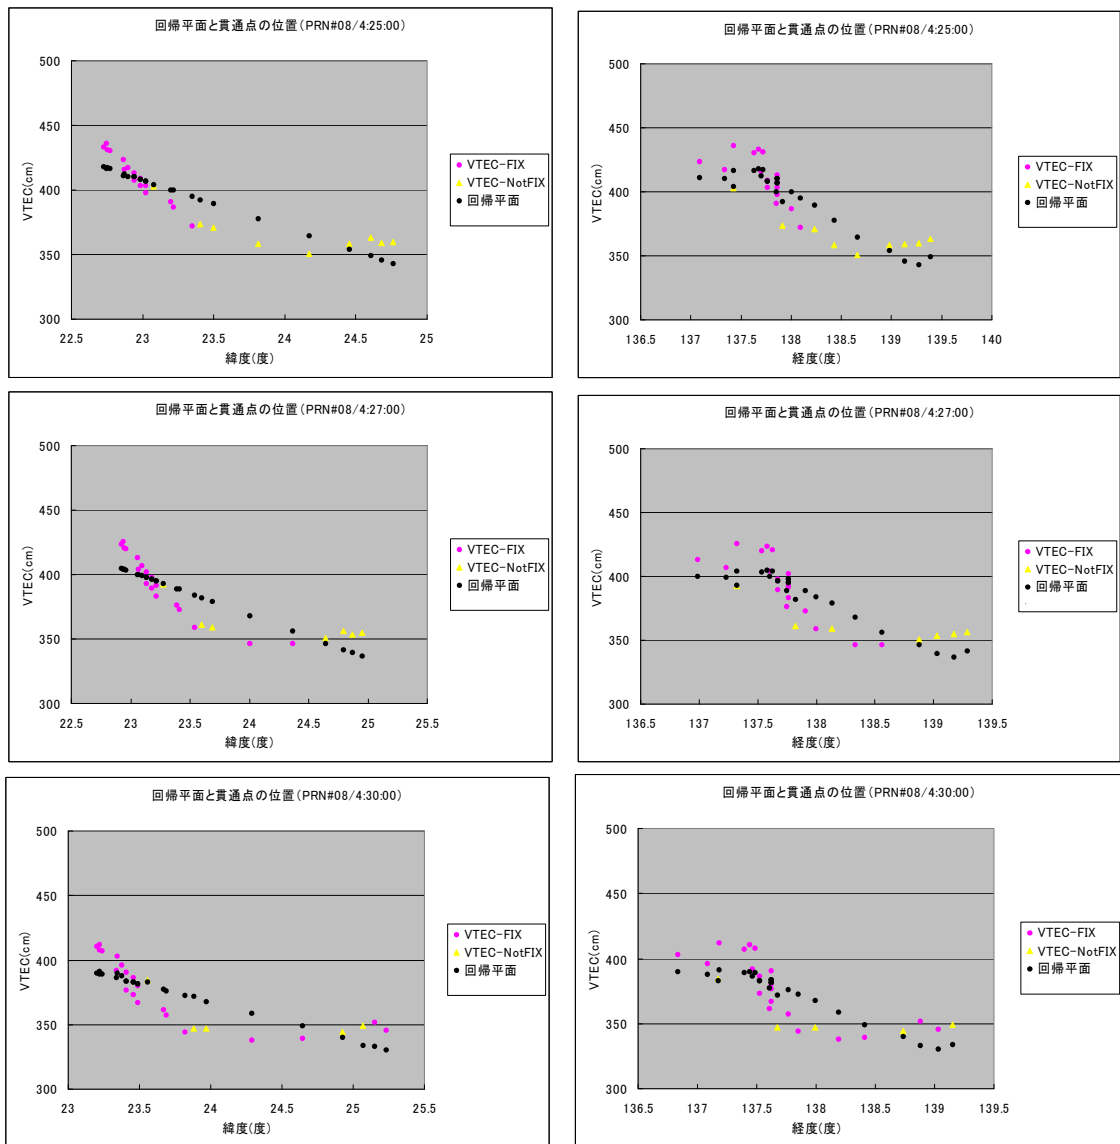 回帰平面と貫通点の位置(PRN#08/4:25:00)
500
450
400
350
300
VTEC(cm)
22.5 23 23.5 24 24.5 25
緯度(度)
VTEC-FIX
VTEC-NotFIX
回帰平面
回帰平面と貫通点の位置(PRN#08/4:25:00)
500
450
400
350
300
VTEC(cm)
136.5 137 137.5 138 138.5 139 139.5 140
経度(度)
VTEC-FIX
VTEC-NotFIX
回帰平面
回帰平面と貫通点の位置(PRN#08/4:27:00)
500
450
400
350
300
VTEC(cm)
22.5 23 23.5 24 24.5 25 25.5
緯度(度)
VTEC-FIX
VTEC-NotFIX
回帰平面
回帰平面と貫通点の位置(PRN#08/4:27:00)
500
450
400
350
300
VTEC(cm)
136.5 137 137.5 138 138.5 139 139.5
経度(度)
VTEC-FIX
VTEC-NotFIX
回帰平面
回帰平面と貫通点の位置(PRN#08/4:30:00)
500
450
400
350
300
VTEC(cm)
23 23.5 24 24.5 25 25.5
緯度(度)
VTEC-FIX
VTEC-NotFIX
回帰平面
回帰平面と貫通点の位置(PRN#08/4:30:00)
500
450
400
350
300
VTEC(cm)
136.5 137 137.5 138 138.5 139 139.5
経度(度)
VTEC-FIX
VTEC-NotFIX
回帰平面